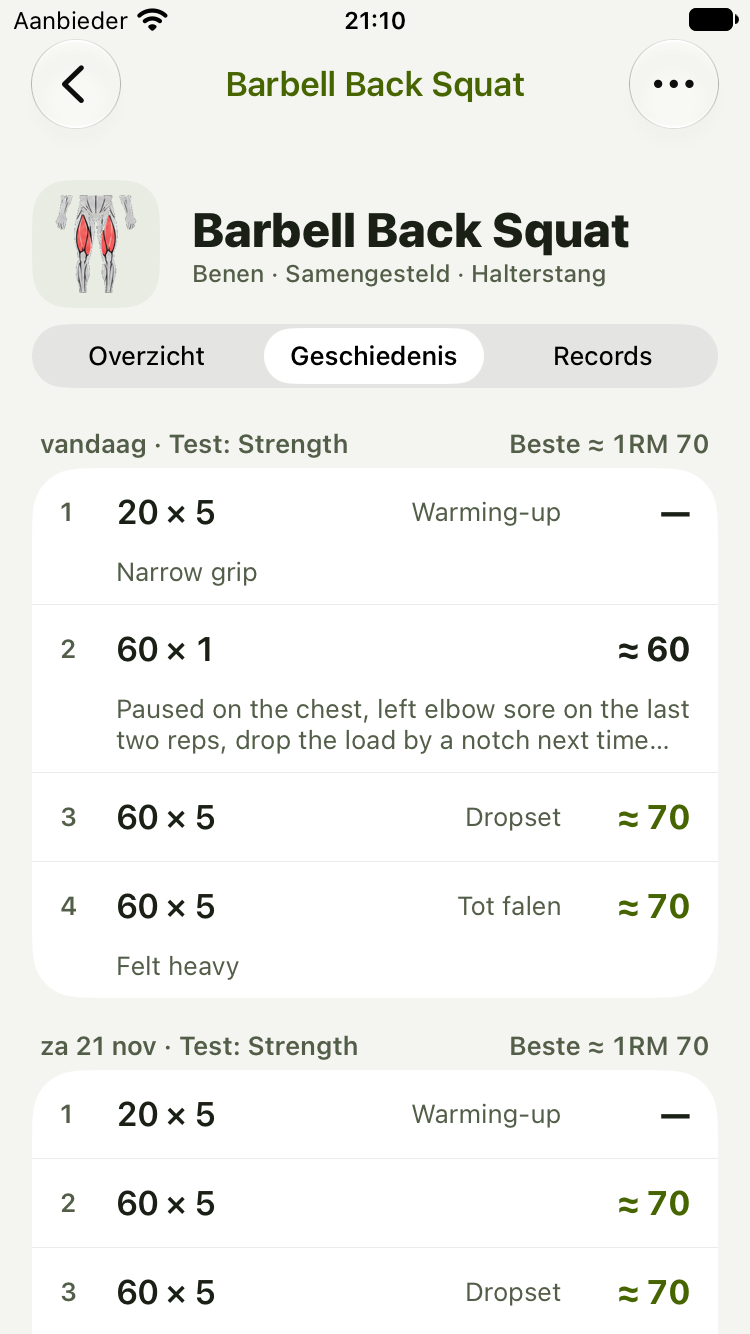 Aanbieder 21:10
Barbell Back Squat
Barbell Back Squat
Benen · Samengesteld · Halterstang
Overzicht Geschiedenis Records
vandaag · Test: Strength Beste ≈ 1RM 70
1 20 × 5 Warming-up —
Narrow grip
2 60 × 1 ≈ 60
Paused on the chest, left elbow sore on the last
two reps, drop the load by a notch next time…
3 60 × 5 Dropset ≈ 70
4 60 × 5 Tot falen ≈ 70
Felt heavy
za 21 nov · Test: Strength Beste ≈ 1RM 70
1 20 × 5 Warming-up —
2 60 × 5 ≈ 70
3 60 × 5 Dropset ≈ 70